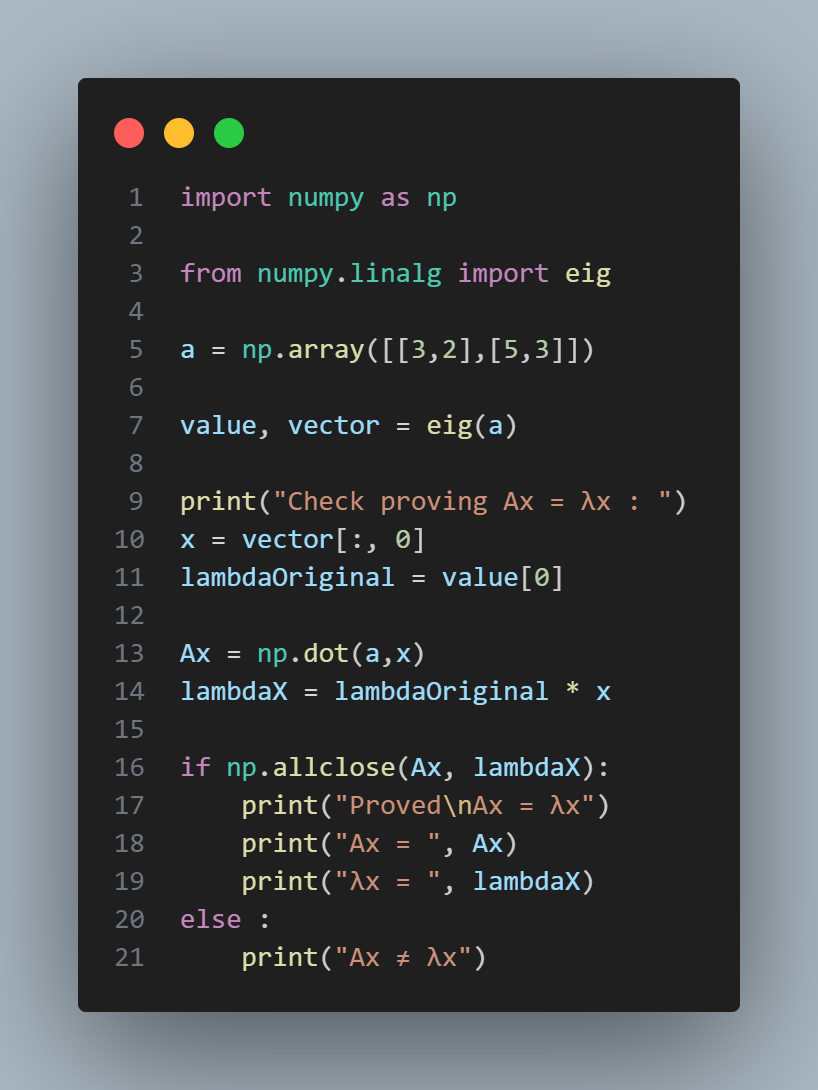 1 import numpy as np
2
3 from numpy.linalg import eig
4
5 a = np.array([[3,2],[5,3]])
6
7 value, vector = eig(a)
8
9 print("Check proving Ax = λx : ")
10 x = vector[:, 0]
11 lambdaOriginal = value[0]
12
13 Ax = np.dot(a,x)
14 lambdaX = lambdaOriginal * x
15
16 if np.allclose(Ax, lambdaX):
17     print("Proved\nAx = λx")
18     print("Ax = ", Ax)
19     print("λx = ", lambdaX)
20 else :
21     print("Ax ≠ λx")